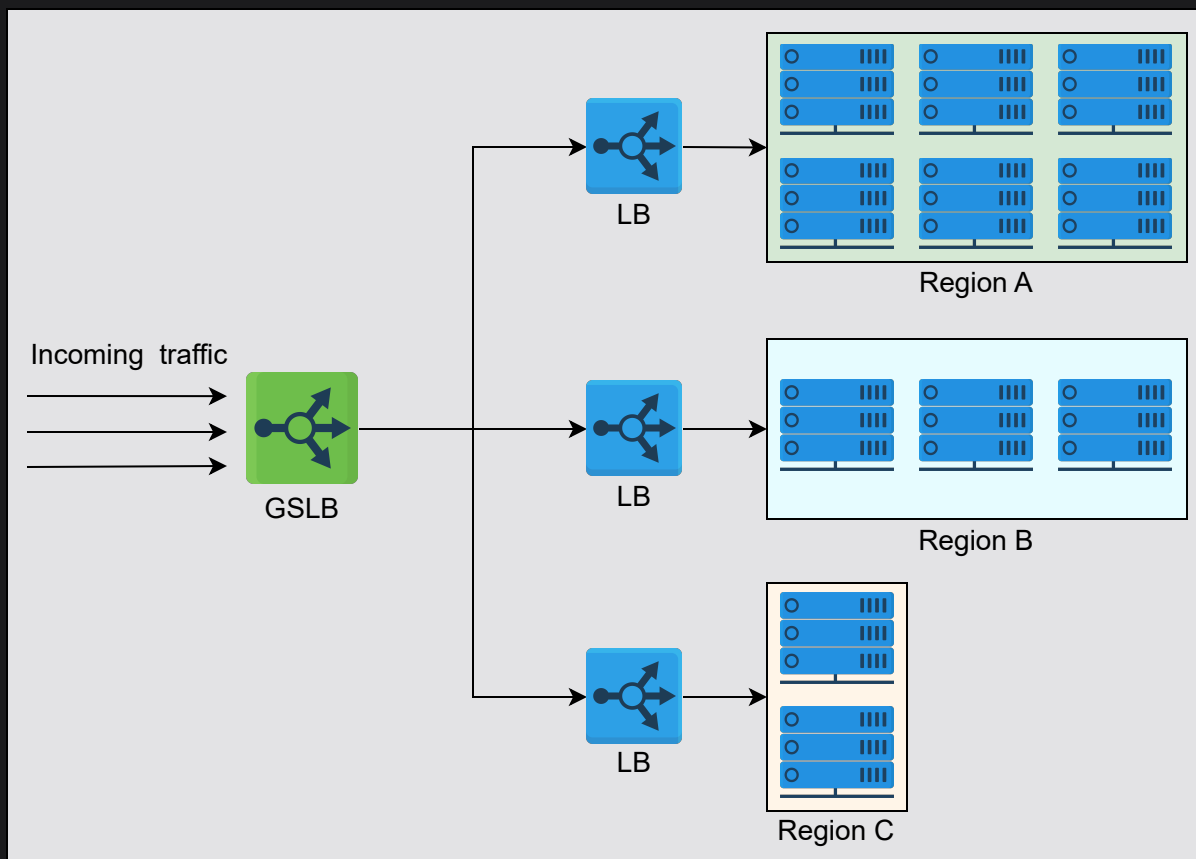 LB
Region A
Incoming traffic
GSLB
LB
Region B
LB
Region C